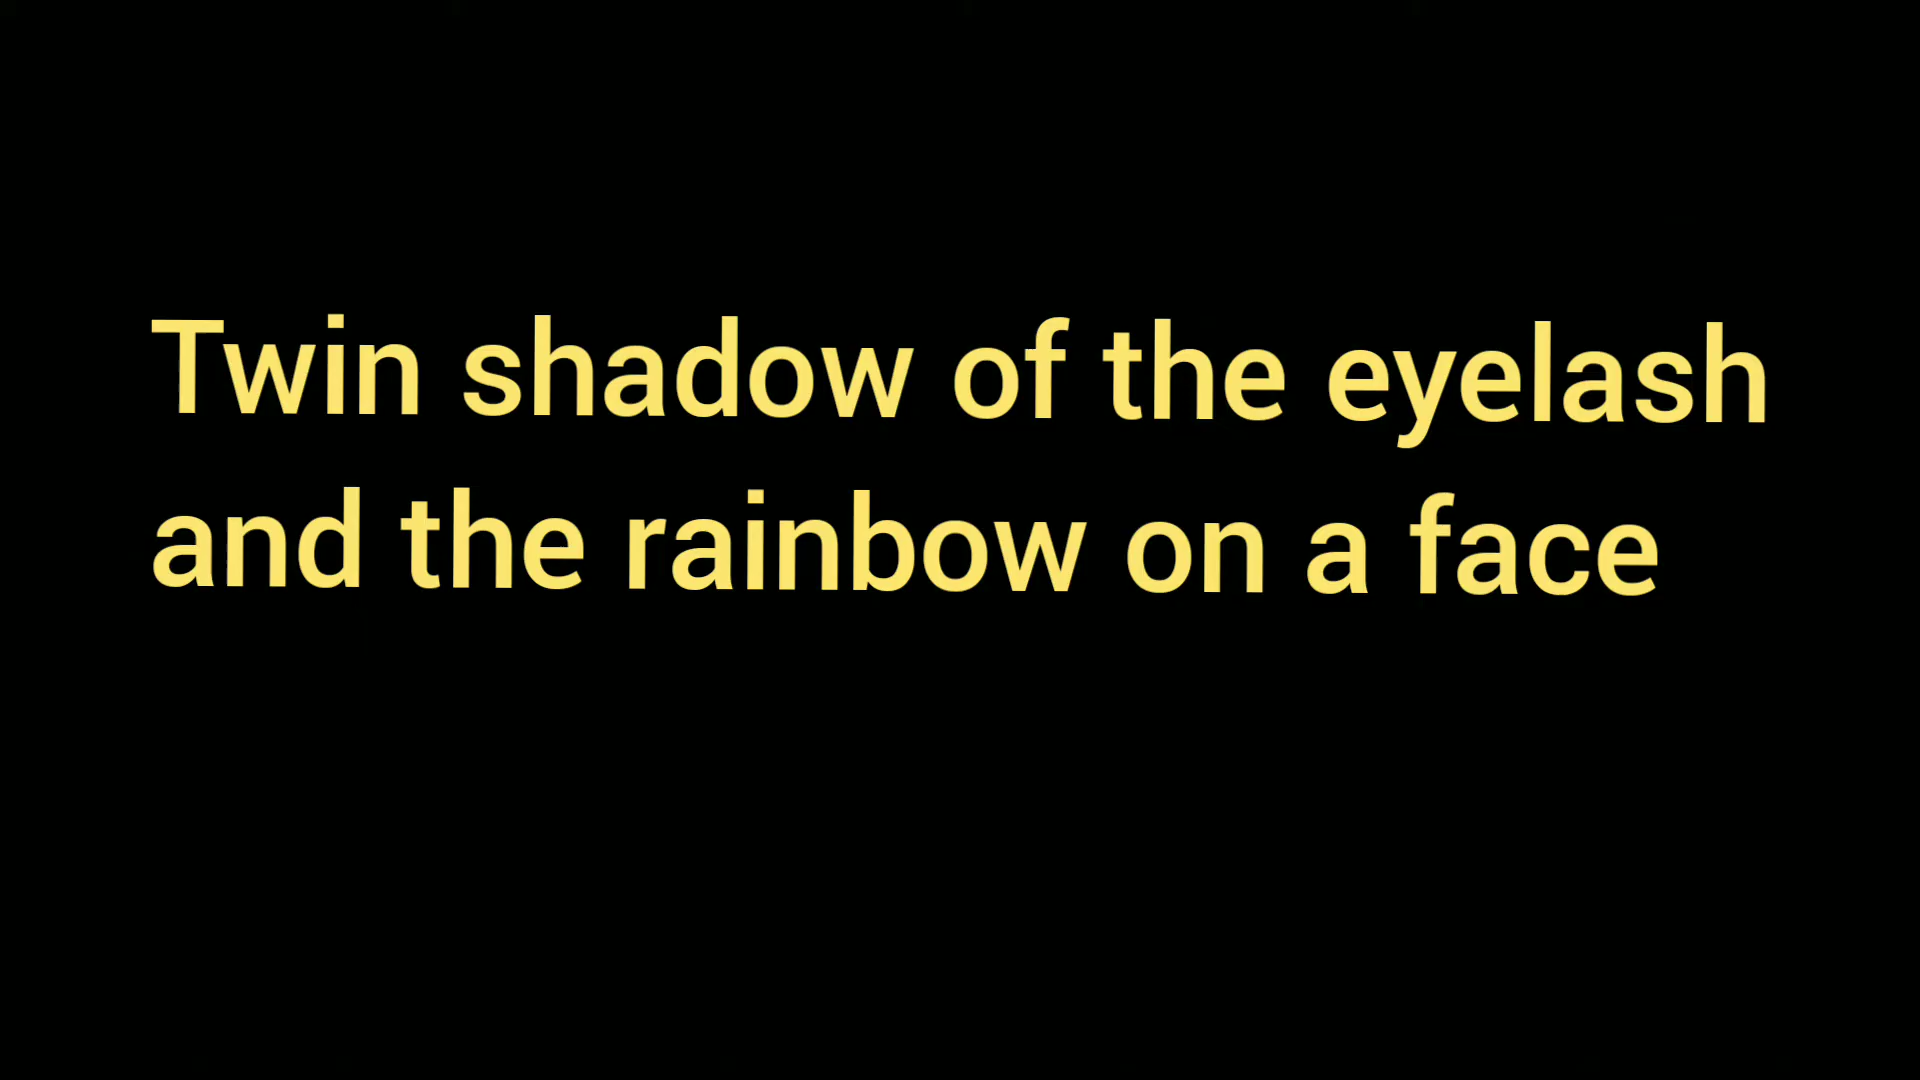 Twin shadow of the eyelash
and the rainbow on a face